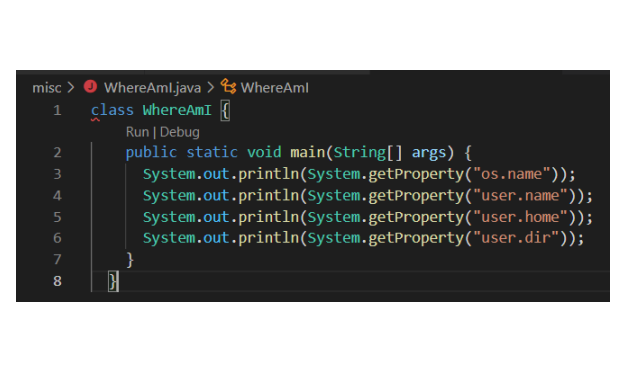 misc > WhereAmI.java > WhereAmI
1 class WhereAmI {
Run | Debug
2 public static void main(String[] args) {
3 System.out.println(System.getProperty("os.name"));
4 System.out.println(System.getProperty("user.name"));
5 System.out.println(System.getProperty("user.home"));
6 System.out.println(System.getProperty("user.dir"));
7 }
8 }